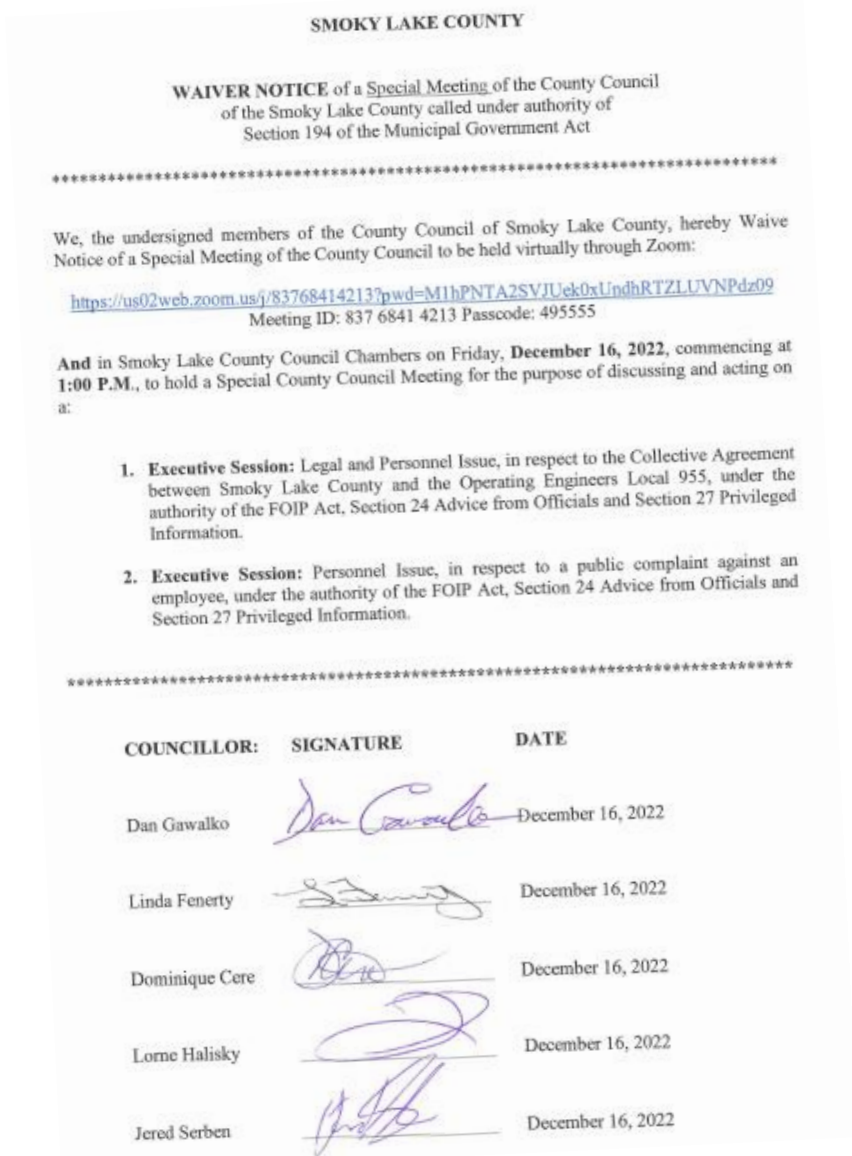 SMOKY LAKE COUNTY
WAIVER NOTICE of a Special Meeting of the County Council
of the Smoky Lake County called under authority of
Section 194 of the Municipal Government Act
********************************************************************************
We, the undersigned members of the County Council of Smoky Lake County, hereby Waive
Notice of a Special Meeting of the County Council to be held virtually through Zoom:
https://us02web.zoom.us/j/83768414213?pwd=M1hPNTA2SVJUek0xUndhRTZLUVNPdz09
Meeting ID: 837 6841 4213 Passcode: 495555
And in Smoky Lake County Council Chambers on Friday, December 16, 2022, commencing at
1:00 P.M., to hold a Special County Council Meeting for the purpose of discussing and acting on
a:
1. Executive Session: Legal and Personnel Issue, in respect to the Collective Agreement
between Smoky Lake County and the Operating Engineers Local 955, under the
authority of the FOIP Act, Section 24 Advice from Officials and Section 27 Privileged
Information.
2. Executive Session: Personnel Issue, in respect to a public complaint against an
employee, under the authority of the FOIP Act, Section 24 Advice from Officials and
Section 27 Privileged Information.
********************************************************************************
COUNCILLOR: SIGNATURE DATE
Dan Gawalko Dan Gawalko December 16, 2022
Linda Fenerty December 16, 2022
Dominique Cere December 16, 2022
Lorne Halisky December 16, 2022
Jered Serben December 16, 2022